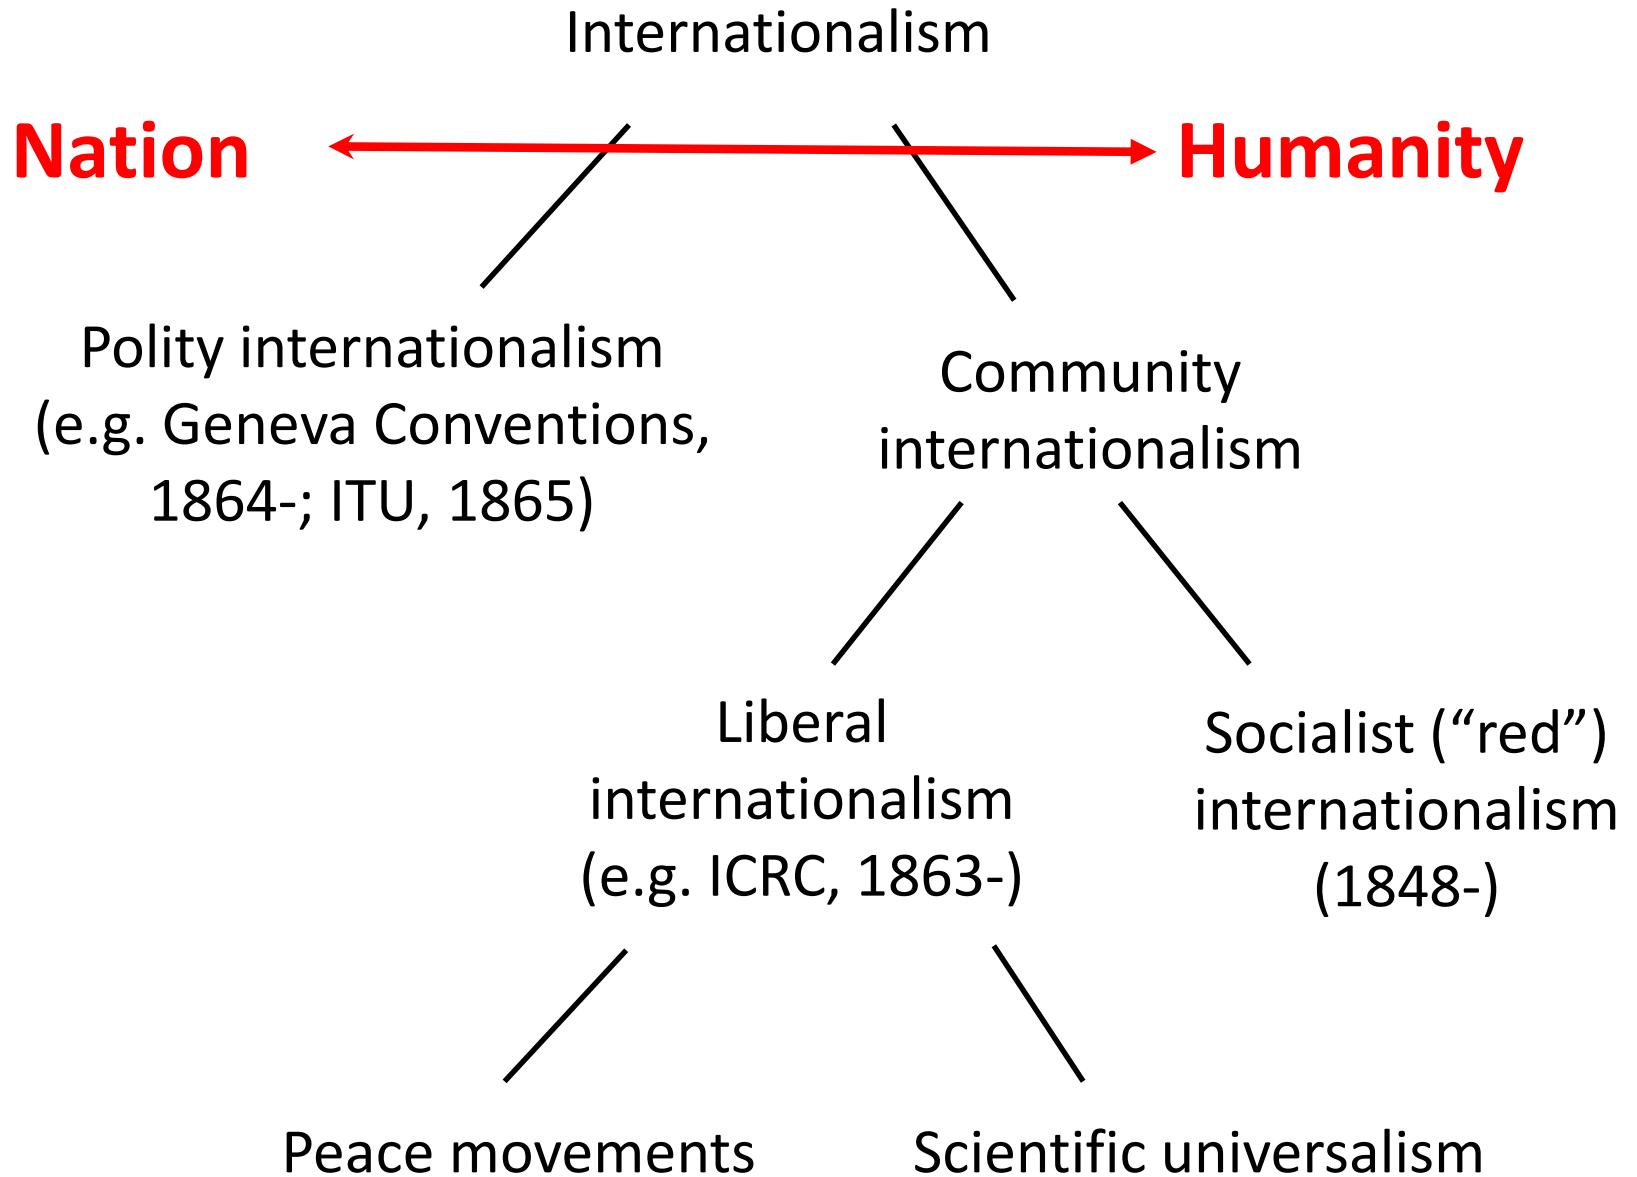 Internationalism
Nation
Humanity
Polity internationalism
(e.g. Geneva Conventions,
1864-; ITU, 1865)
Community
internationalism
Liberal
internationalism
(e.g. ICRC, 1863-)
Socialist (“red”)
internationalism
(1848-)
Peace movements
Scientific universalism